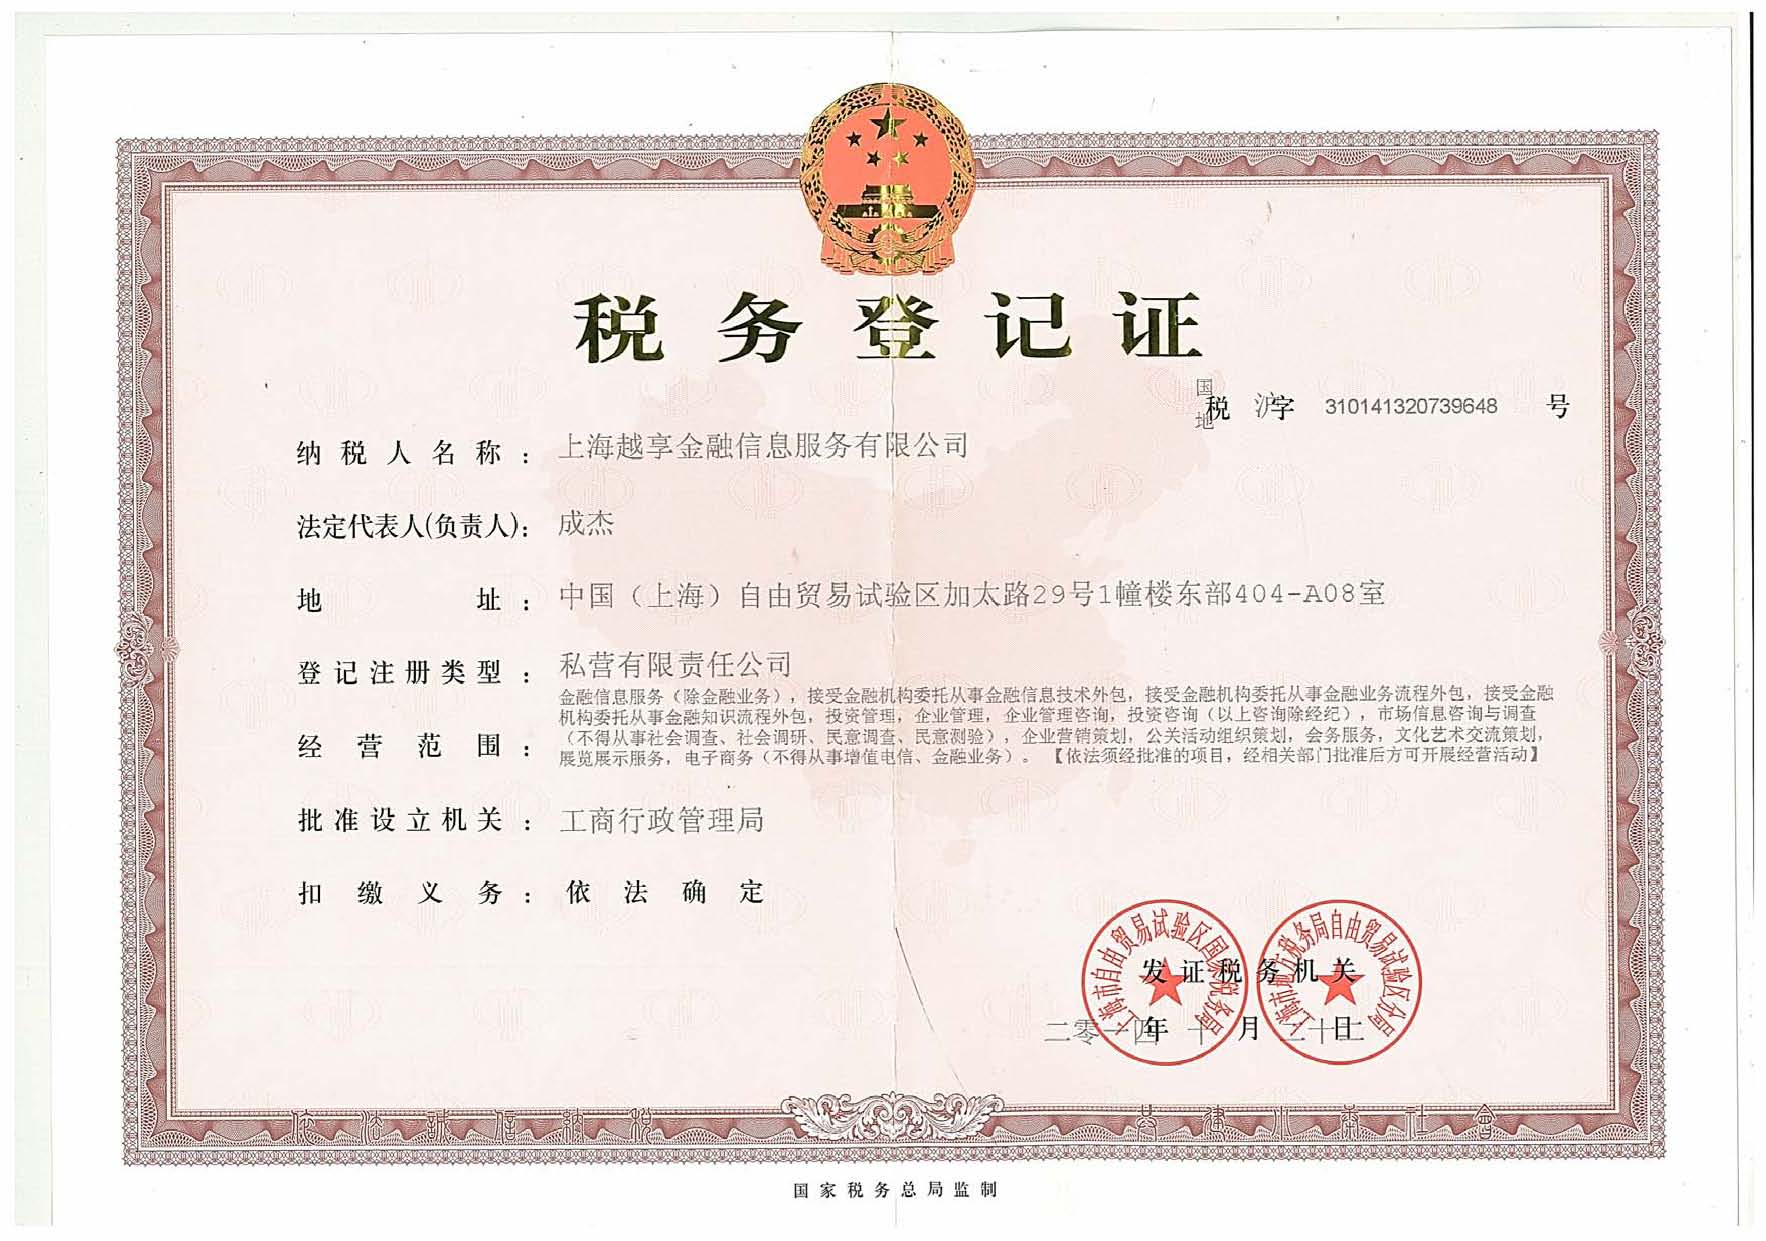 税务登记证
国地税 沪字 310141320739648 号
纳税人名称： 上海越享金融信息服务有限公司
法定代表人(负责人)： 成杰
地址： 中国（上海）自由贸易试验区加太路29号1幢楼东部404-A08室
登记注册类型： 私营有限责任公司
金融信息服务（除金融业务），接受金融机构委托从事金融信息技术外包，接受金融机构委托从事金融业务流程外包，接受金融
机构委托从事金融知识流程外包，投资管理，企业管理，企业管理咨询，投资咨询（以上咨询除经纪），市场信息咨询与调查
经营范围： （不得从事社会调查、社会调研、民意调查、民意测验），企业营销策划，公关活动组织策划，会务服务，文化艺术交流策划，
展览展示服务，电子商务（不得从事增值电信、金融业务）。【依法须经批准的项目，经相关部门批准后方可开展经营活动】
批准设立机关： 工商行政管理局
扣缴义务： 依法确定
上海市自由贸易试验区国家税务局
上海市地方税务局自由贸易试验区分局
发证税务机关
二零一四年 十 月 二十 日
依法诚信纳税 共建小康社会
国家税务总局监制